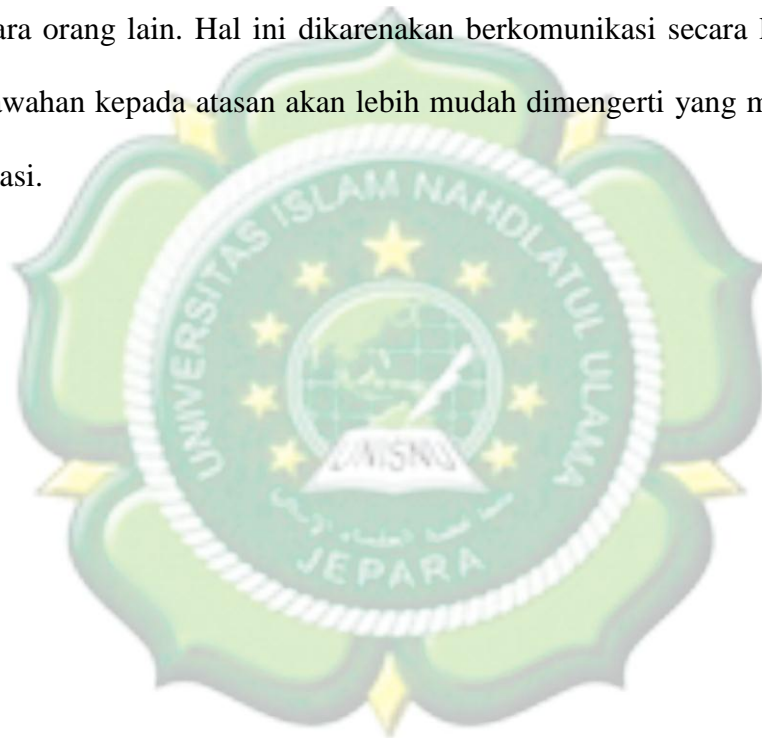 ara orang lain. Hal ini dikarenakan berkomunikasi secara
awahan kepada atasan akan lebih mudah dimengerti yang m
asi.
UNIVERSITAS ISLAM NAHDLATUL ULAMA
UNISNU
JEPARA